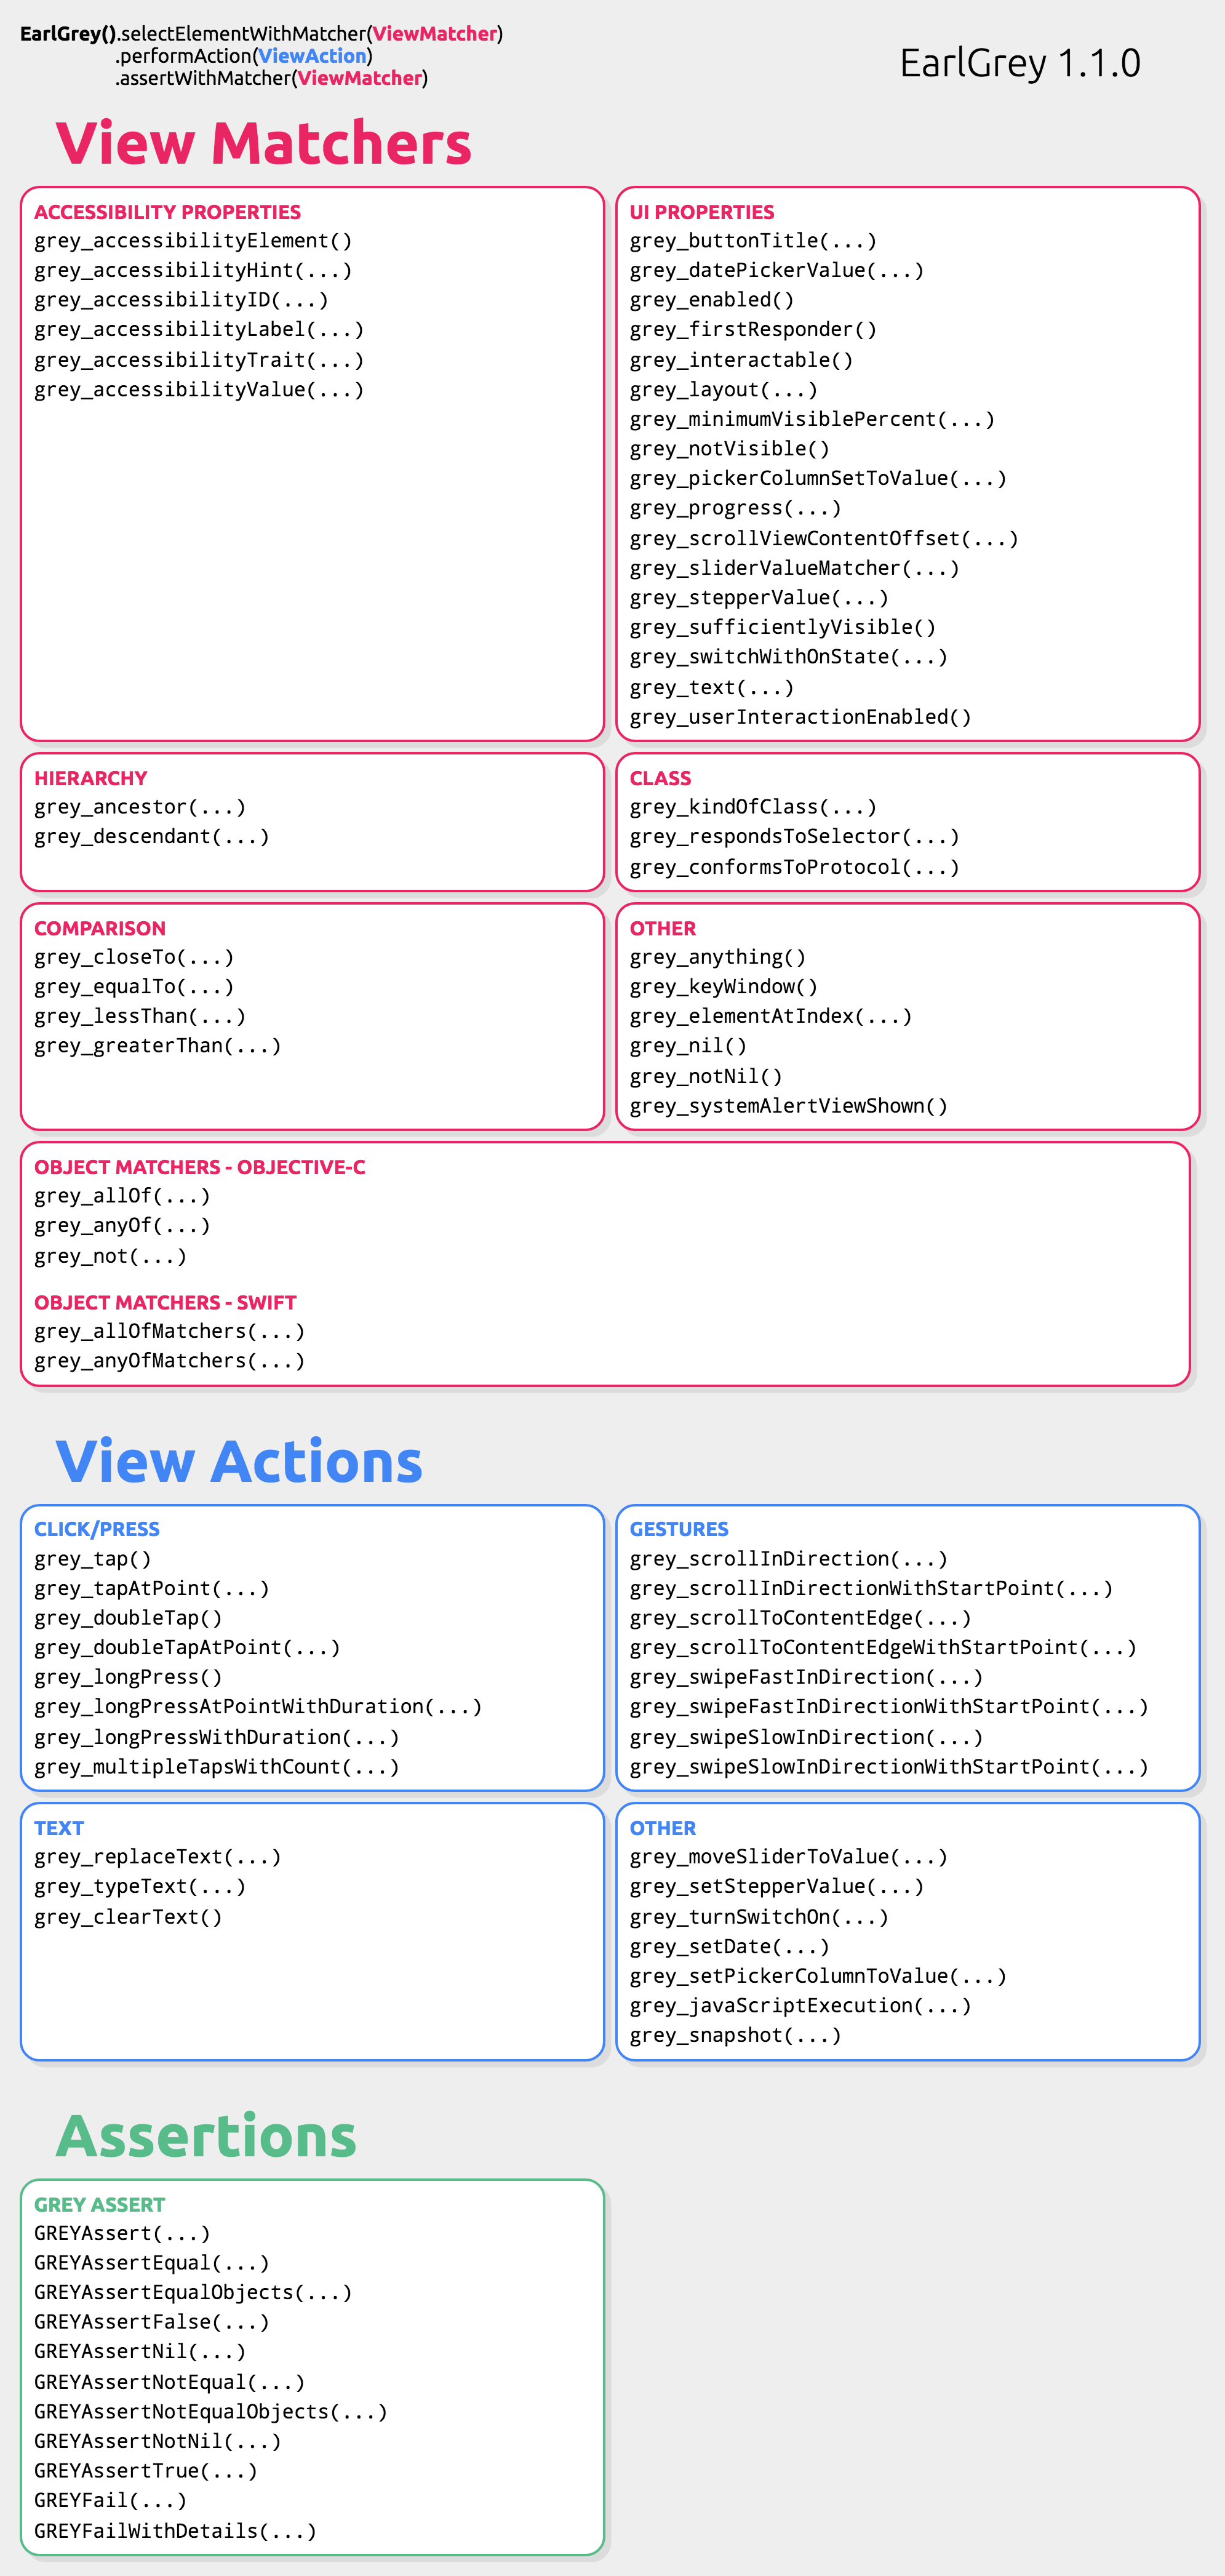 EarlGrey().selectElementWithMatcher(ViewMatcher)
.performAction(ViewAction)
.assertWithMatcher(ViewMatcher)
EarlGrey 1.1.0
View Matchers
ACCESSIBILITY PROPERTIES
grey_accessibilityElement()
grey_accessibilityHint(...)
grey_accessibilityID(...)
grey_accessibilityLabel(...)
grey_accessibilityTrait(...)
grey_accessibilityValue(...)
UI PROPERTIES
grey_buttonTitle(...)
grey_datePickerValue(...)
grey_enabled()
grey_firstResponder()
grey_interactable()
grey_layout(...)
grey_minimumVisiblePercent(...)
grey_notVisible()
grey_pickerColumnSetToValue(...)
grey_progress(...)
grey_scrollViewContentOffset(...)
grey_sliderValueMatcher(...)
grey_stepperValue(...)
grey_sufficientlyVisible()
grey_switchWithOnState(...)
grey_text(...)
grey_userInteractionEnabled()
HIERARCHY
grey_ancestor(...)
grey_descendant(...)
CLASS
grey_kindOfClass(...)
grey_respondsToSelector(...)
grey_conformsToProtocol(...)
COMPARISON
grey_closeTo(...)
grey_equalTo(...)
grey_lessThan(...)
grey_greaterThan(...)
OTHER
grey_anything()
grey_keyWindow()
grey_elementAtIndex(...)
grey_nil()
grey_notNil()
grey_systemAlertViewShown()
OBJECT MATCHERS - OBJECTIVE-C
grey_allOf(...)
grey_anyOf(...)
grey_not(...)
OBJECT MATCHERS - SWIFT
grey_allOfMatchers(...)
grey_anyOfMatchers(...)
View Actions
CLICK/PRESS
grey_tap()
grey_tapAtPoint(...)
grey_doubleTap()
grey_doubleTapAtPoint(...)
grey_longPress()
grey_longPressAtPointWithDuration(...)
grey_longPressWithDuration(...)
grey_multipleTapsWithCount(...)
GESTURES
grey_scrollInDirection(...)
grey_scrollInDirectionWithStartPoint(...)
grey_scrollToContentEdge(...)
grey_scrollToContentEdgeWithStartPoint(...)
grey_swipeFastInDirection(...)
grey_swipeFastInDirectionWithStartPoint(...)
grey_swipeSlowInDirection(...)
grey_swipeSlowInDirectionWithStartPoint(...)
TEXT
grey_replaceText(...)
grey_typeText(...)
grey_clearText()
OTHER
grey_moveSliderToValue(...)
grey_setStepperValue(...)
grey_turnSwitchOn(...)
grey_setDate(...)
grey_setPickerColumnToValue(...)
grey_javaScriptExecution(...)
grey_snapshot(...)
Assertions
GREY ASSERT
GREYAssert(...)
GREYAssertEqual(...)
GREYAssertEqualObjects(...)
GREYAssertFalse(...)
GREYAssertNil(...)
GREYAssertNotEqual(...)
GREYAssertNotEqualObjects(...)
GREYAssertNotNil(...)
GREYAssertTrue(...)
GREYFail(...)
GREYFailWithDetails(...)